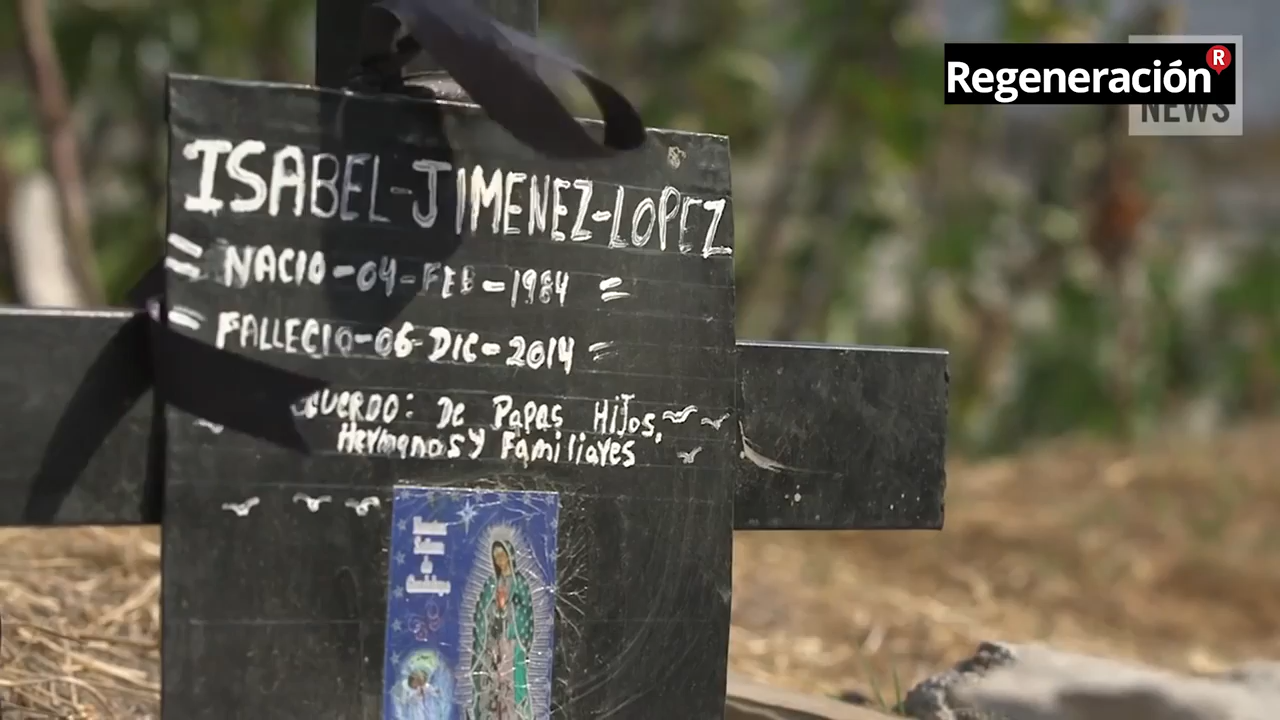 Regeneración
NEWS
ISABEL-JIMENEZ-LOPEZ
= NACIO-04-FEB-1984 =
= FALLECIO-06-DIC-2014 =
DE PAPAS HIJOS,
HERMANOS Y FAMILIARES